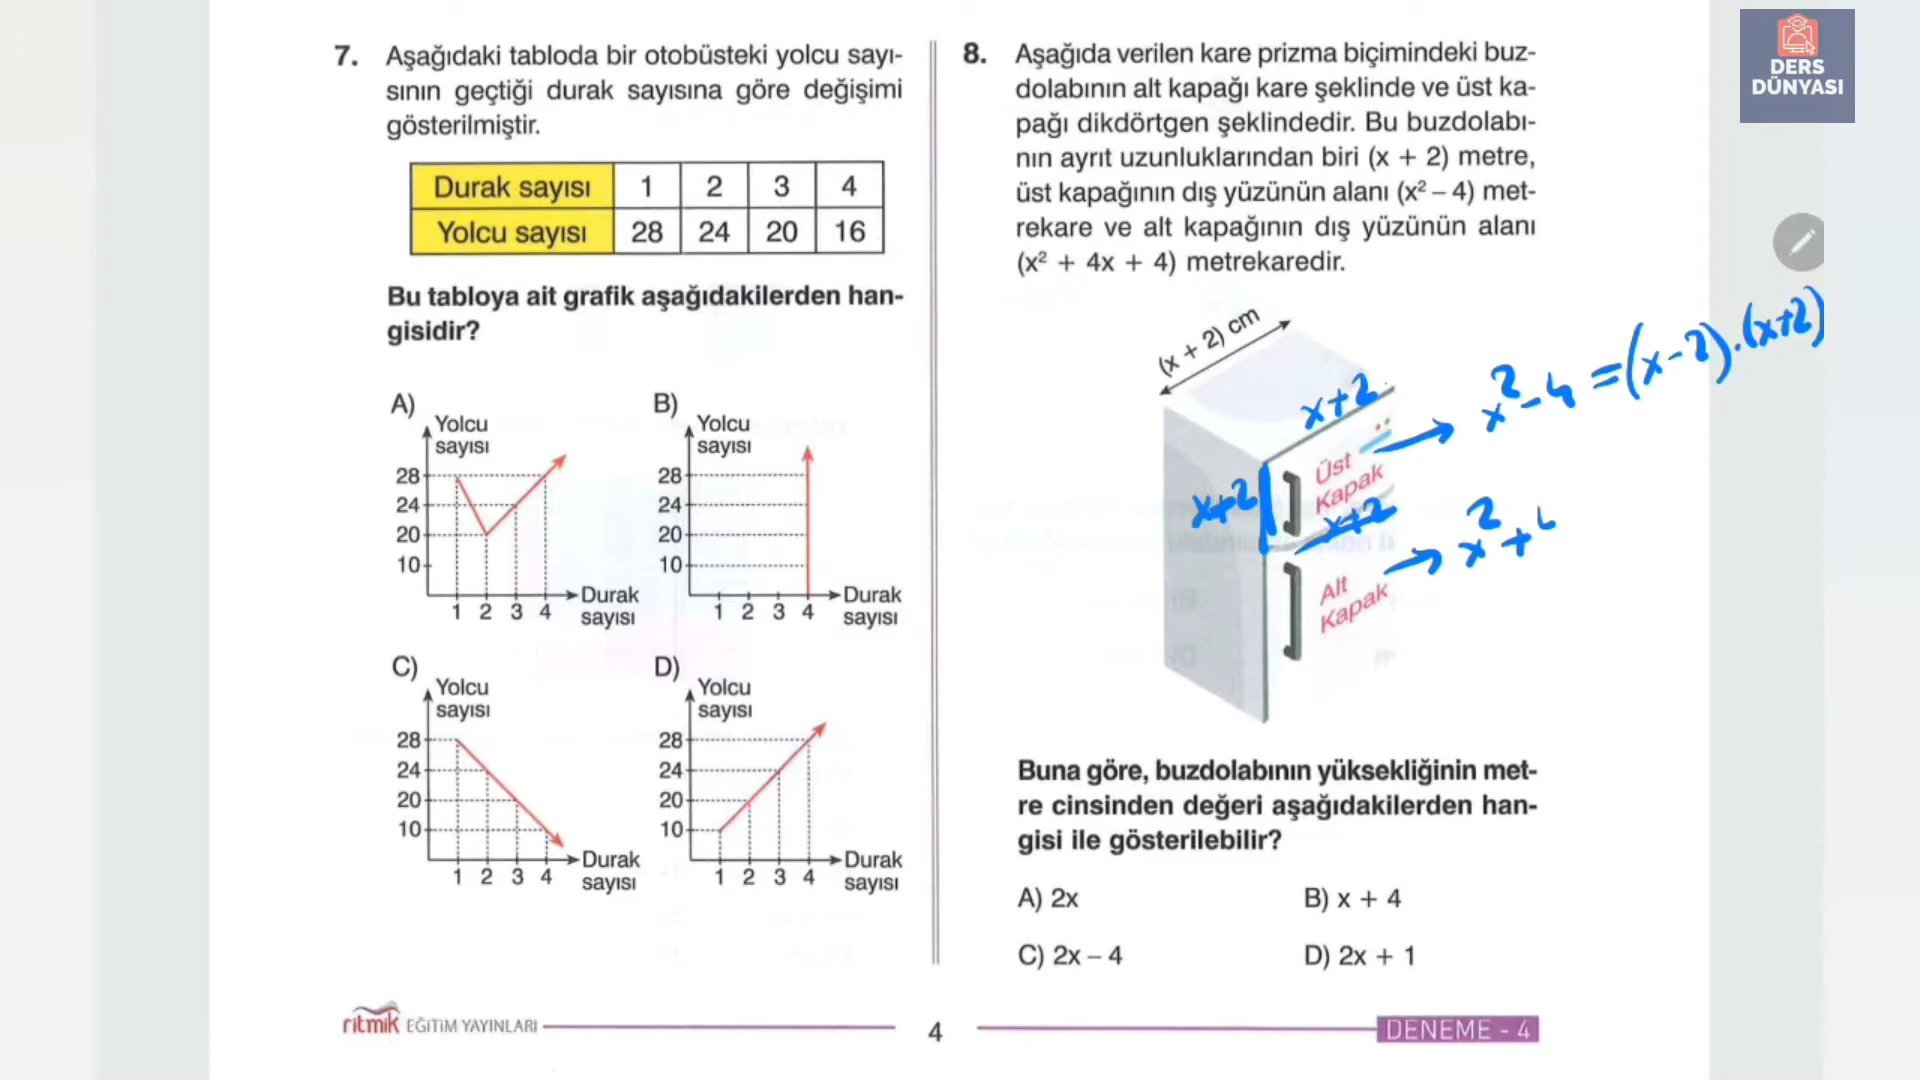 DERS
DÜNYASI
7. Aşağıdaki tabloda bir otobüsteki yolcu sayı-
sının geçtiği durak sayısına göre değişimi
gösterilmiştir.
Durak sayısı 1 2 3 4
Yolcu sayısı 28 24 20 16
Bu tabloya ait grafik aşağıdakilerden han-
gisidir?
A)
Yolcu
sayısı
28
24
20
10
1 2 3 4
Durak
sayısı
B)
Yolcu
sayısı
28
24
20
10
1 2 3 4
Durak
sayısı
C)
Yolcu
sayısı
28
24
20
10
1 2 3 4
Durak
sayısı
D)
Yolcu
sayısı
28
24
20
10
1 2 3 4
Durak
sayısı
8. Aşağıda verilen kare prizma biçimindeki buz-
dolabının alt kapağı kare şeklinde ve üst ka-
pağı dikdörtgen şeklindedir. Bu buzdolabı-
nın ayrıt uzunluklarından biri (x + 2) metre,
üst kapağının dış yüzünün alanı (x² – 4) met-
rekare ve alt kapağının dış yüzünün alanı
(x² + 4x + 4) metrekaredir.
(x + 2) cm
x+2
x²-4=(x-2).(x+2)
Üst
Kapak
x+2
x+2
x²+
Alt
Kapak
Buna göre, buzdolabının yüksekliğinin met-
re cinsinden değeri aşağıdakilerden han-
gisi ile gösterilebilir?
A) 2x
B) x + 4
C) 2x – 4
D) 2x + 1
ritmik EĞİTİM YAYINLARI
4
DENEME - 4